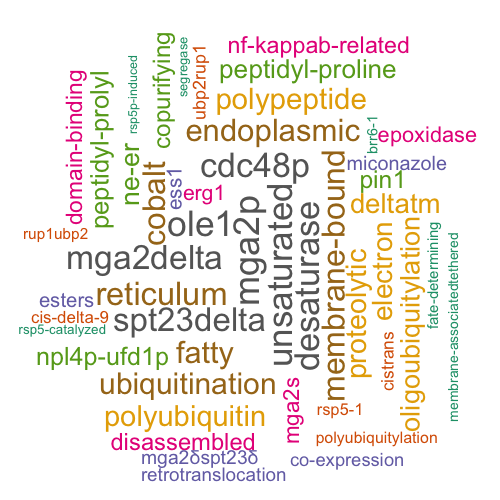 nf-kappab-related
peptidyl-proline
polypeptide
endoplasmic
epoxidase
cdc48p
miconazole
pin1
deltatm
domain-binding
peptidyl-prolyl
rsp5p-induced
copurifying
segregase
ubp2rup1
brr6-1
ne-er
cobalt
ess1
erg1
ole1
mga2p
unsaturated
desaturase
membrane-bound
proteolytic
electron
oligoubiquitylation
fate-determining
membrane-associatedtethered
rup1ubp2
mga2delta
reticulum
esters
cis-delta-9
rsp5-catalyzed
spt23delta
npl4p-ufd1p
fatty
ubiquitination
cistrans
mga2s
rsp5-1
polyubiquitin
disassembled
polyubiquitylation
mga2δspt23δ
co-expression
retrotranslocation